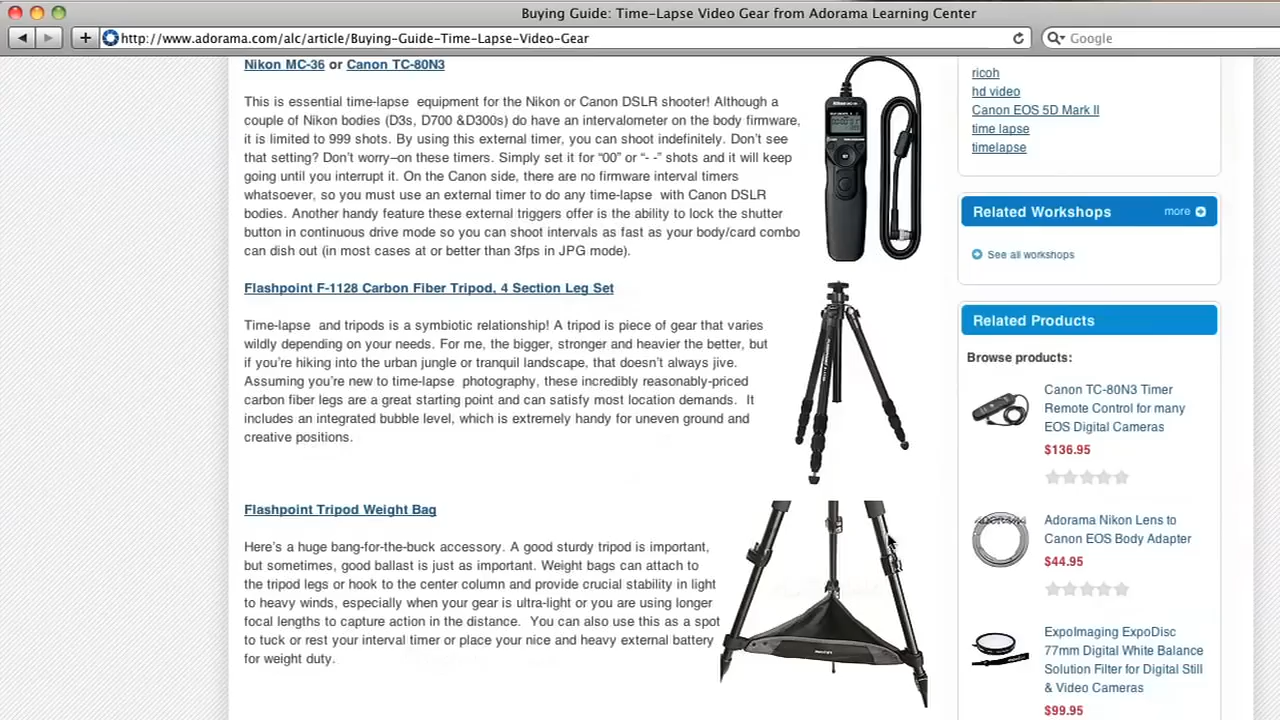 Buying Guide: Time-Lapse Video Gear from Adorama Learning Center
http://www.adorama.com/alc/article/Buying-Guide-Time-Lapse-Video-Gear
Google
Nikon MC-36 or Canon TC-80N3
This is essential time-lapse equipment for the Nikon or Canon DSLR shooter! Although a
couple of Nikon bodies (D3s, D700 &D300s) do have an intervalometer on the body firmware,
it is limited to 999 shots. By using this external timer, you can shoot indefinitely. Don't see
that setting? Don't worry–on these timers. Simply set it for “00” or “- -” shots and it will keep
going until you interrupt it. On the Canon side, there are no firmware interval timers
whatsoever, so you must use an external timer to do any time-lapse with Canon DSLR
bodies. Another handy feature these external triggers offer is the ability to lock the shutter
button in continuous drive mode so you can shoot intervals as fast as your body/card combo
can dish out (in most cases at or better than 3fps in JPG mode).
Flashpoint F-1128 Carbon Fiber Tripod, 4 Section Leg Set
Time-lapse and tripods is a symbiotic relationship! A tripod is piece of gear that varies
wildly depending on your needs. For me, the bigger, stronger and heavier the better, but
if you're hiking into the urban jungle or tranquil landscape, that doesn't always jive.
Assuming you're new to time-lapse photography, these incredibly reasonably-priced
carbon fiber legs are a great starting point and can satisfy most location demands. It
includes an integrated bubble level, which is extremely handy for uneven ground and
creative positions.
Flashpoint Tripod Weight Bag
Here's a huge bang-for-the-buck accessory. A good sturdy tripod is important,
but sometimes, good ballast is just as important. Weight bags can attach to
the tripod legs or hook to the center column and provide crucial stability in light
to heavy winds, especially when your gear is ultra-light or you are using longer
focal lengths to capture action in the distance. You can also use this as a spot
to tuck or rest your interval timer or place your nice and heavy external battery
for weight duty.
ricoh
hd video
Canon EOS 5D Mark II
time lapse
timelapse
Related Workshops
more
See all workshops
Related Products
Browse products:
Canon TC-80N3 Timer
Remote Control for many
EOS Digital Cameras
$136.95
ADORAMA
Adorama Nikon Lens to
Canon EOS Body Adapter
$44.95
ExpoImaging ExpoDisc
77mm Digital White Balance
Solution Filter for Digital Still
& Video Cameras
$99.95